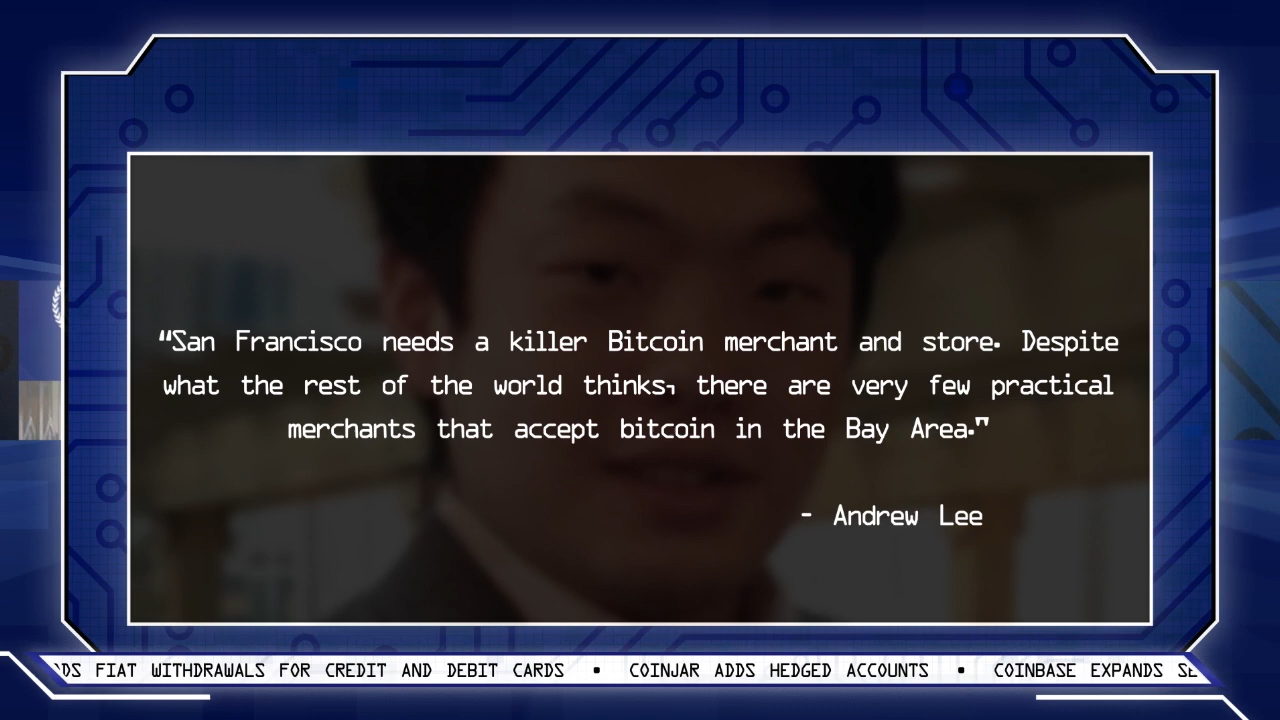 “San Francisco needs a killer Bitcoin merchant and store. Despite
what the rest of the world thinks, there are very few practical
merchants that accept bitcoin in the Bay Area."
- Andrew Lee
FIAT WITHDRAWALS FOR CREDIT AND DEBIT CARDS • COINJAR ADDS HEDGED ACCOUNTS • COINBASE EXPANDS